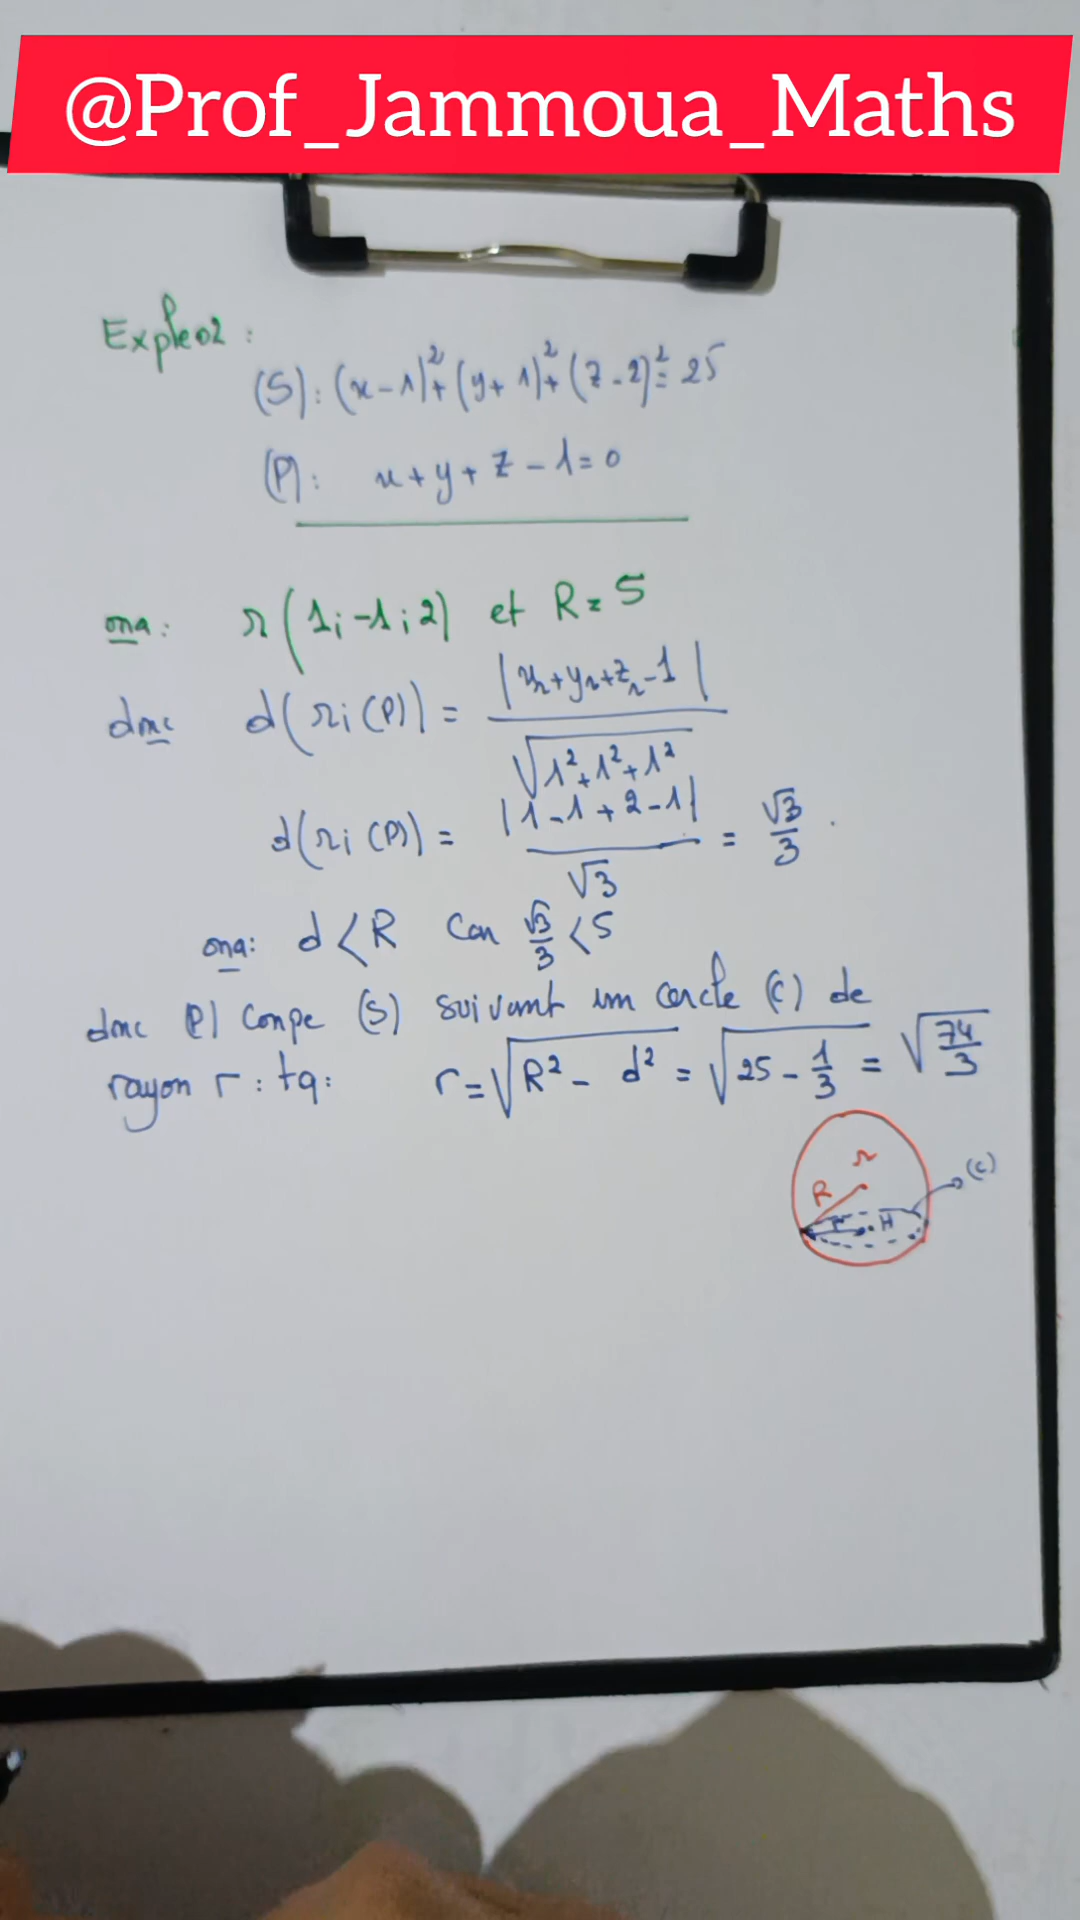 @Prof_Jammoua_Maths
Exple02 :
(S): (x-1)²+(y+1)²+(z-2)²=25
(P): x+y+z-1=0
ona: Ω(1;-1;2) et R=5
donc d(Ω;(P)) = |xΩ+yΩ+zΩ-1| / √(1²+1²+1²)
d(Ω;(P)) = |1-1+2-1| / √3 = √3/3.
ona: d<R Car √3/3 <5
donc (P) Coupe (S) suivant un cercle (C) de
rayon r : tq: r=√(R²-d²) = √(25-1/3) = √(74/3)
Ω
R
(C)
r
H